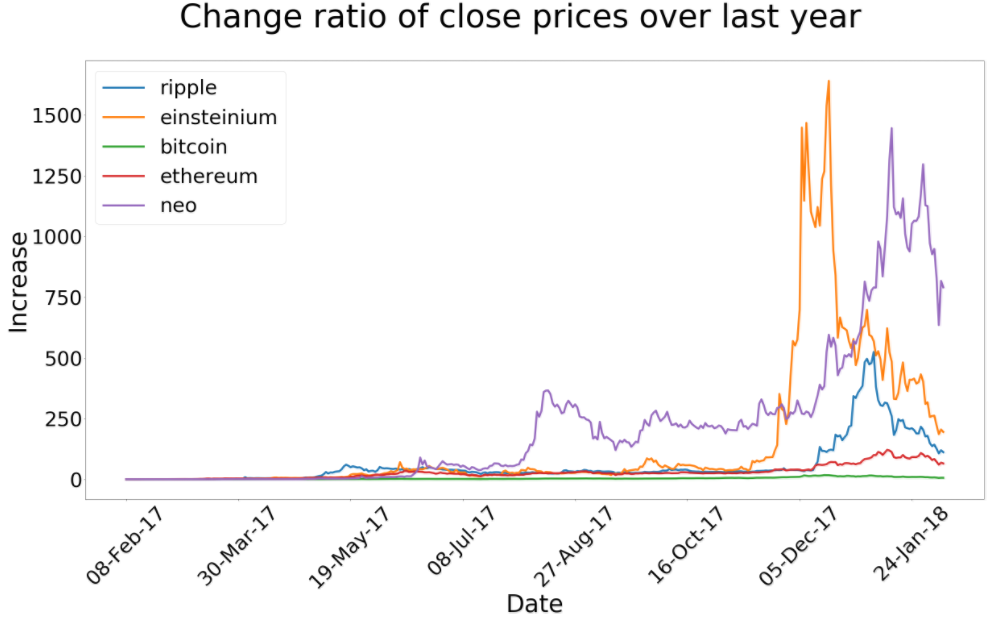 Change ratio of close prices over last year
ripple
einsteinium
bitcoin
ethereum
neo
1500
1250
1000
750
500
250
0
Increase
08-Feb-17
30-Mar-17
19-May-17
08-Jul-17
27-Aug-17
16-Oct-17
05-Dec-17
24-Jan-18
Date